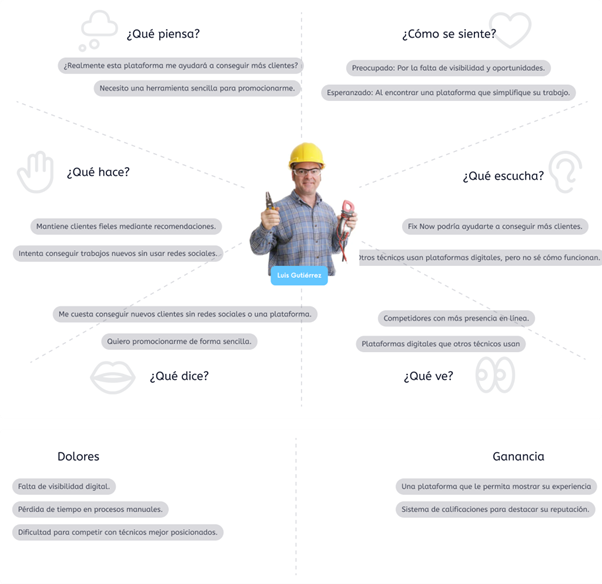 ¿Qué piensa?
¿Realmente esta plataforma me ayudará a conseguir más clientes?
Necesito una herramienta sencilla para promocionarme.
¿Cómo se siente?
Preocupado: Por la falta de visibilidad y oportunidades.
Esperanzado: Al encontrar una plataforma que simplifique su trabajo.
¿Qué hace?
Mantiene clientes fieles mediante recomendaciones.
Intenta conseguir trabajos nuevos sin usar redes sociales.
¿Qué escucha?
Fix Now podría ayudarte a conseguir más clientes.
Otros técnicos usan plataformas digitales, pero no sé cómo funcionan.
Luis Gutiérrez
Me cuesta conseguir nuevos clientes sin redes sociales o una plataforma.
Quiero promocionarme de forma sencilla.
¿Qué dice?
Competidores con más presencia en línea.
Plataformas digitales que otros técnicos usan
¿Qué ve?
Dolores
Falta de visibilidad digital.
Pérdida de tiempo en procesos manuales.
Dificultad para competir con técnicos mejor posicionados.
Ganancia
Una plataforma que le permita mostrar su experiencia
Sistema de calificaciones para destacar su reputación.